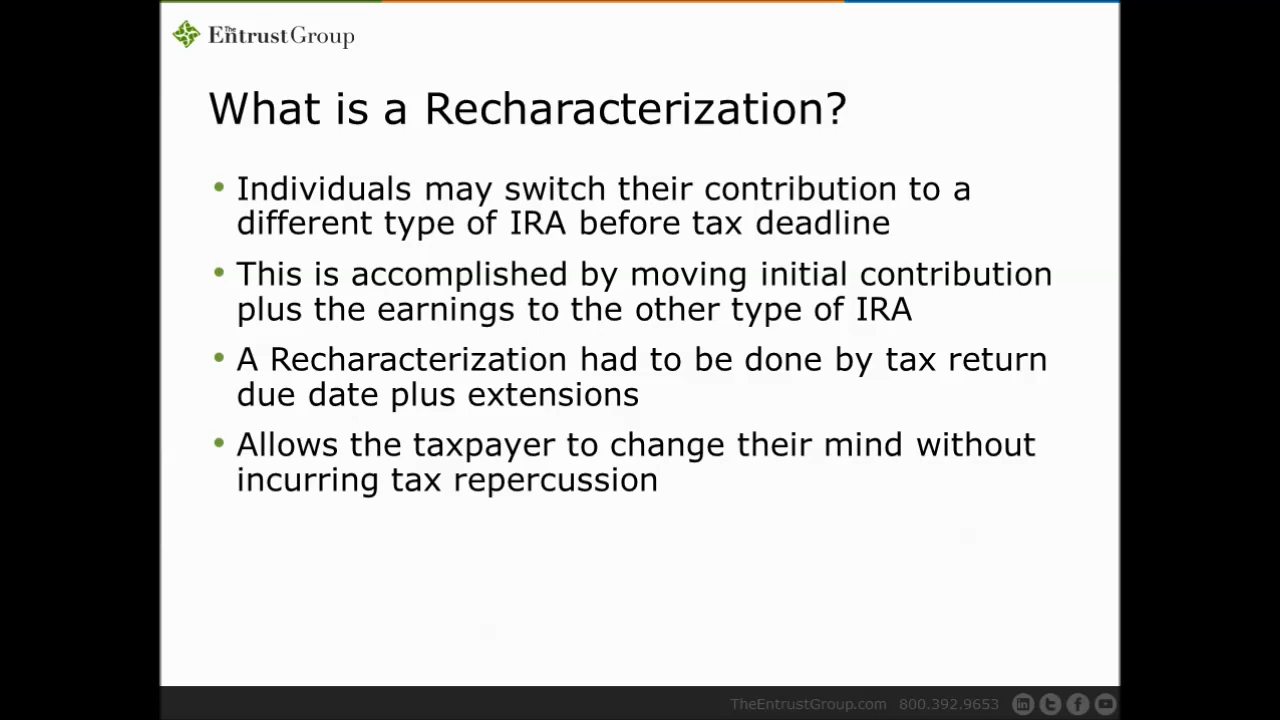 The EntrustGroup
What is a Recharacterization?
• Individuals may switch their contribution to a
different type of IRA before tax deadline
• This is accomplished by moving initial contribution
plus the earnings to the other type of IRA
• A Recharacterization had to be done by tax return
due date plus extensions
• Allows the taxpayer to change their mind without
incurring tax repercussion
TheEntrustGroup.com 800.392.9653